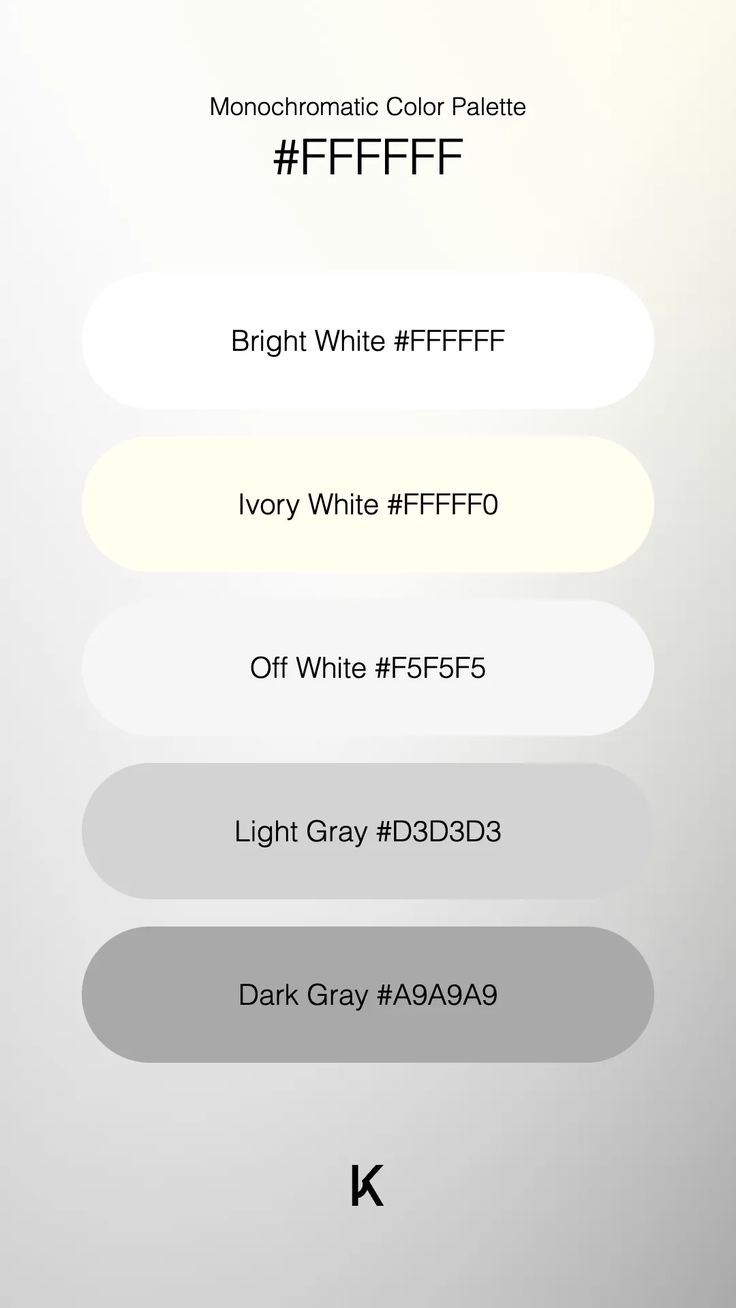 Monochromatic Color Palette
#FFFFFF
Bright White #FFFFFF
Ivory White #FFFFF0
Off White #F5F5F5
Light Gray #D3D3D3
Dark Gray #A9A9A9
K